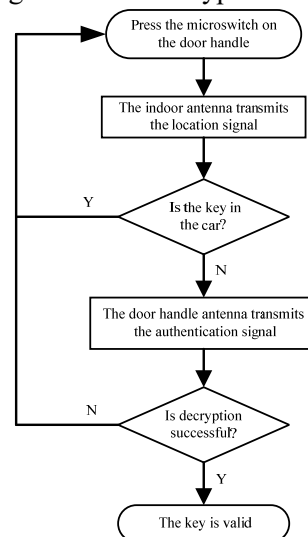 Press the microswitch on
the door handle
The indoor antenna transmits
the location signal
Y
Is the key in
the car?
N
The door handle antenna transmits
the authentication signal
N
Is decryption
successful?
Y
The key is valid